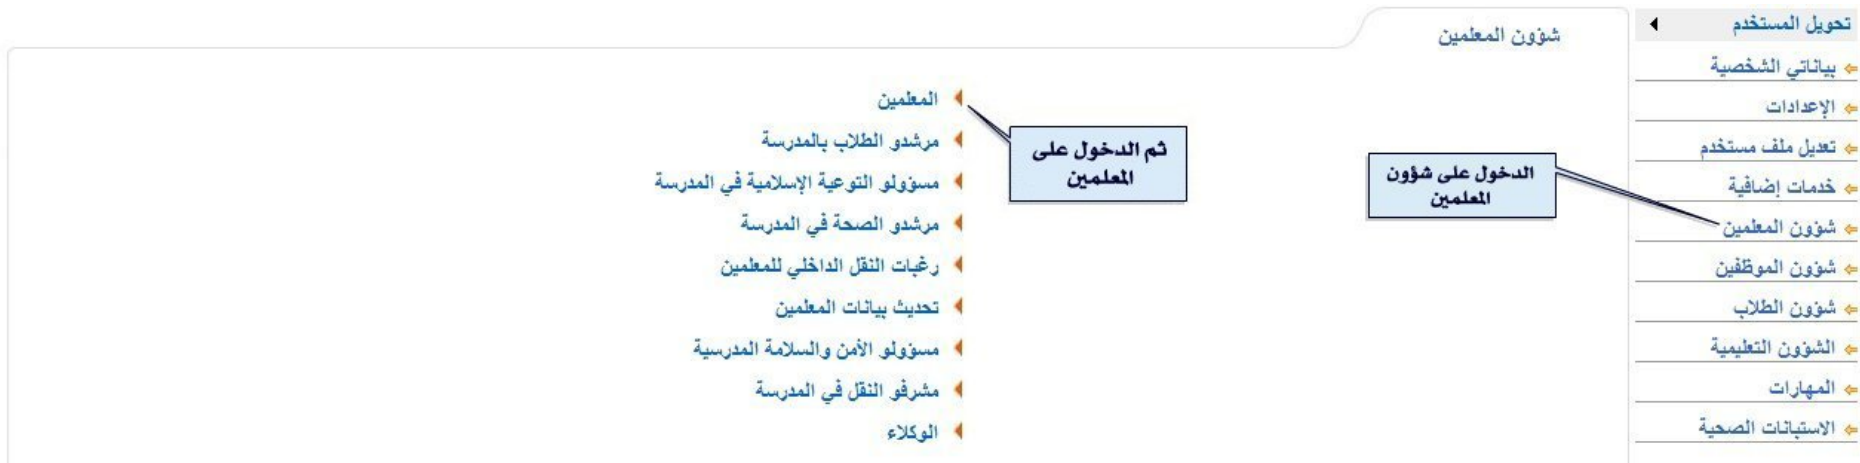 تحويل المستخدم
بياناتي الشخصية
الإعدادات
تعديل ملف مستخدم
خدمات إضافية
شؤون المعلمين
شؤون الموظفين
شؤون الطلاب
الشؤون التعليمية
المهارات
الاستبانات الصحية
الدخول على شؤون
المعلمين
شؤون المعلمين
المعلمين
مرشدو الطلاب بالمدرسة
مسؤولو التوعية الإسلامية في المدرسة
مرشدو الصحة في المدرسة
رغبات النقل الداخلي للمعلمين
تحديث بيانات المعلمين
مسؤولو الأمن والسلامة المدرسية
مشرفو النقل في المدرسة
الوكلاء
ثم الدخول على
المعلمين